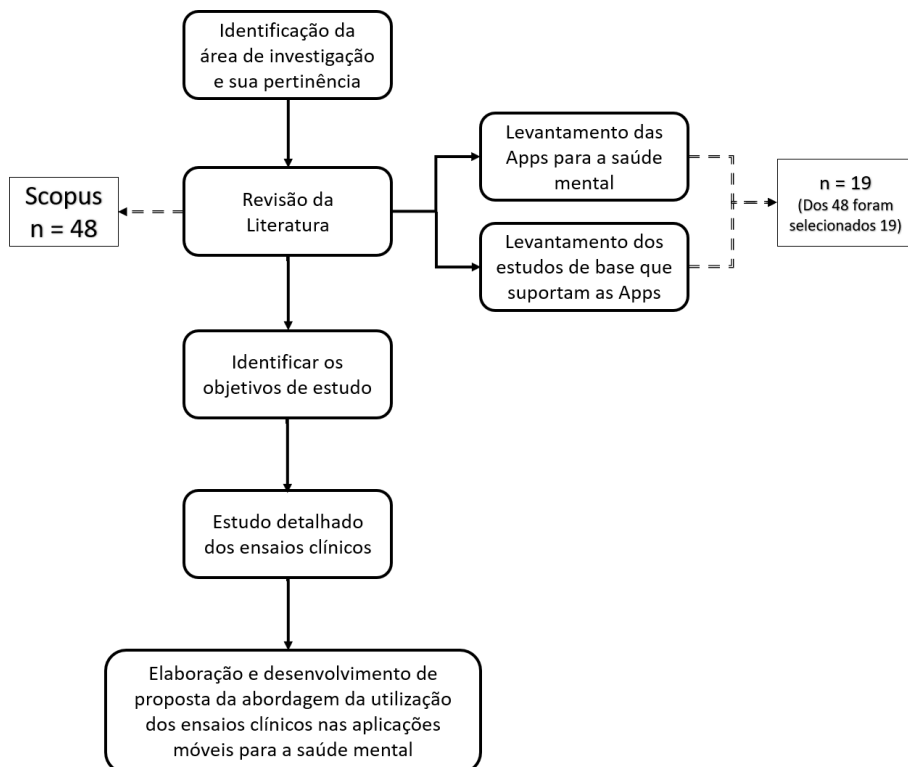 Identificação da
área de investigação
e sua pertinência
Levantamento das
Apps para a saúde
mental
Scopus
n = 48
Revisão da
Literatura
n = 19
(Dos 48 foram
selecionados 19)
Levantamento dos
estudos de base que
suportam as Apps
Identificar os
objetivos de estudo
Estudo detalhado
dos ensaios clínicos
Elaboração e desenvolvimento de
proposta da abordagem da utilização
dos ensaios clínicos nas aplicações
móveis para a saúde mental